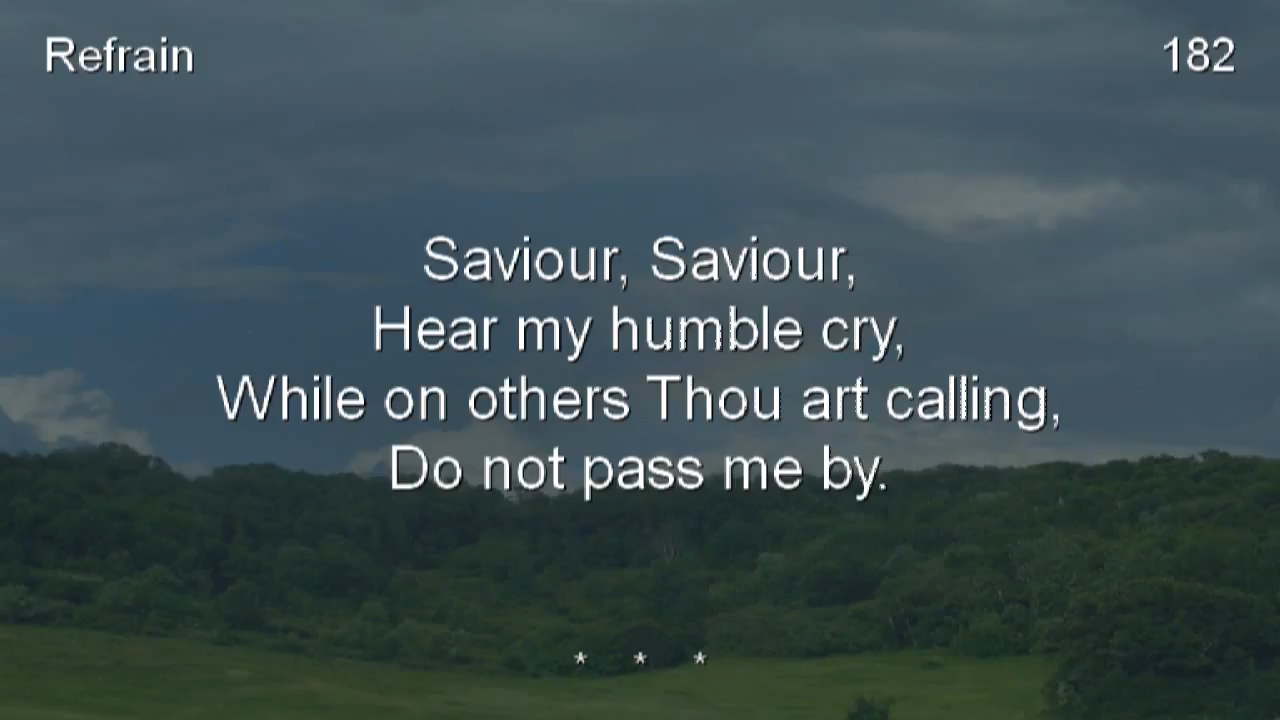 Refrain
182
Saviour, Saviour,
Hear my humble cry,
While on others Thou art calling,
Do not pass me by.
* * *